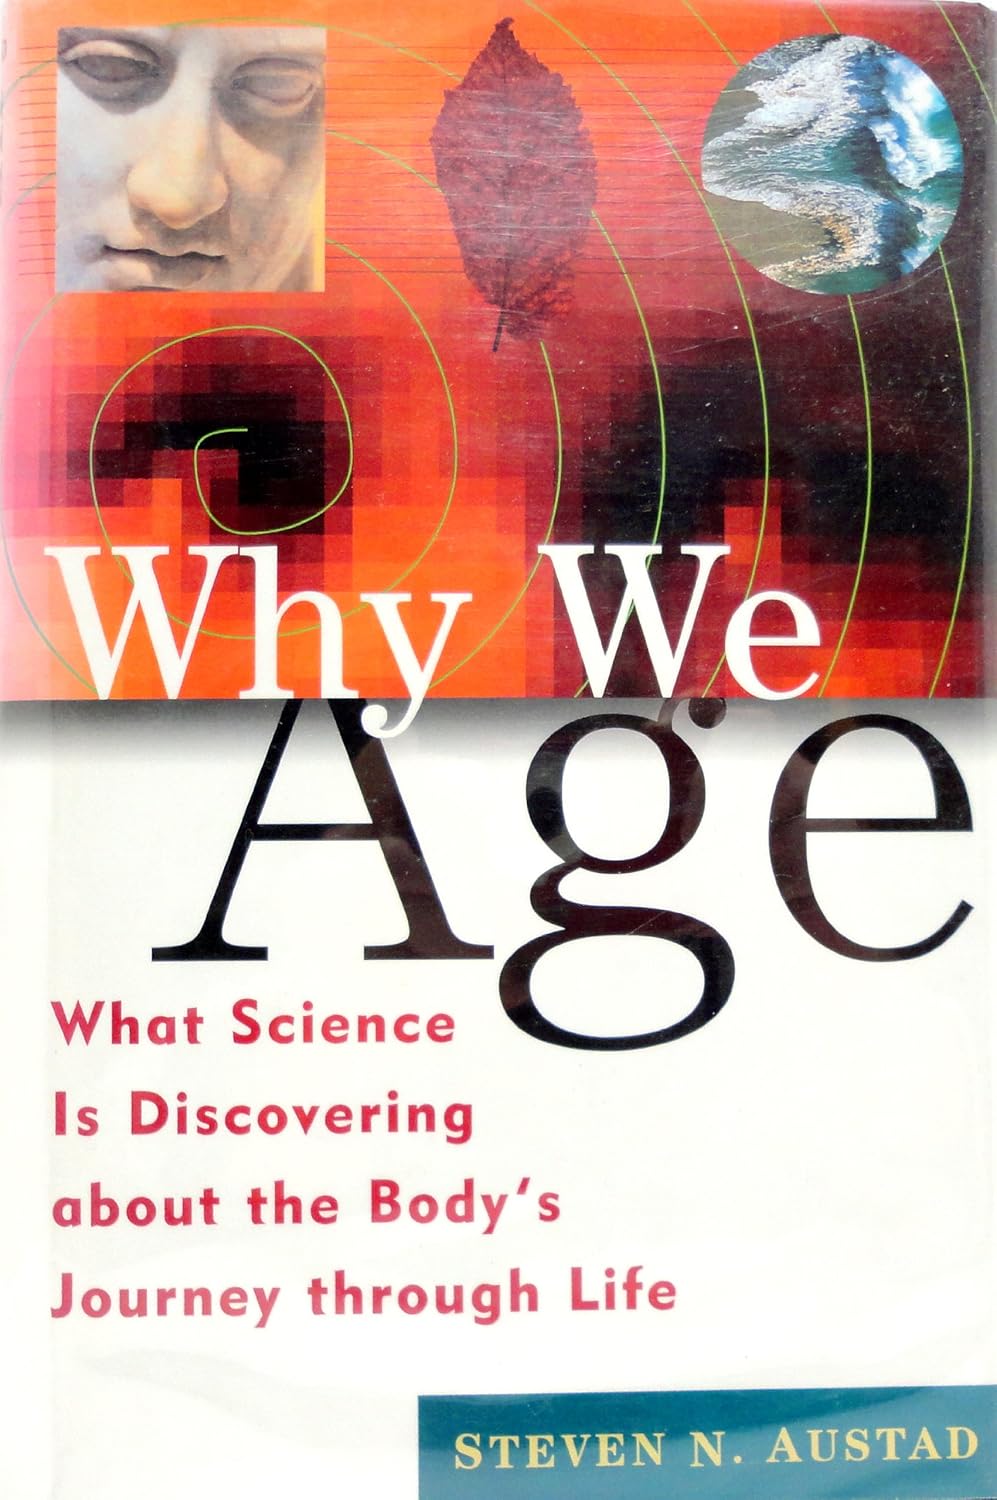 Why We
Age
What Science
Is Discovering
about the Body's
Journey through Life
STEVEN N. AUSTAD